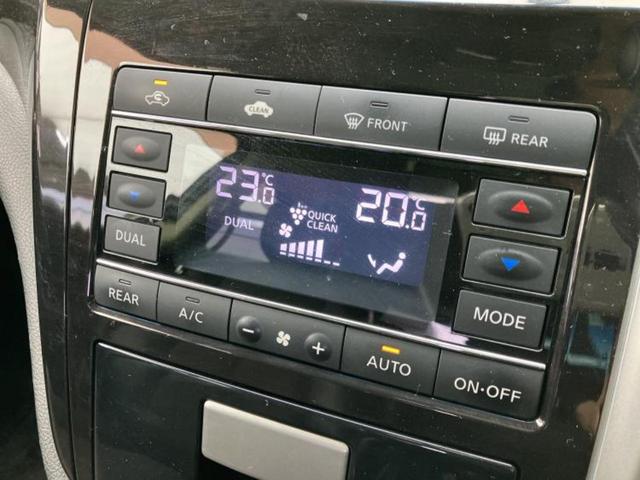 CLEAN
FRONT
REAR
23.0°C
20.0°C
DUAL
QUICK
CLEAN
DUAL
MODE
REAR
A/C
− +
AUTO
ON·OFF